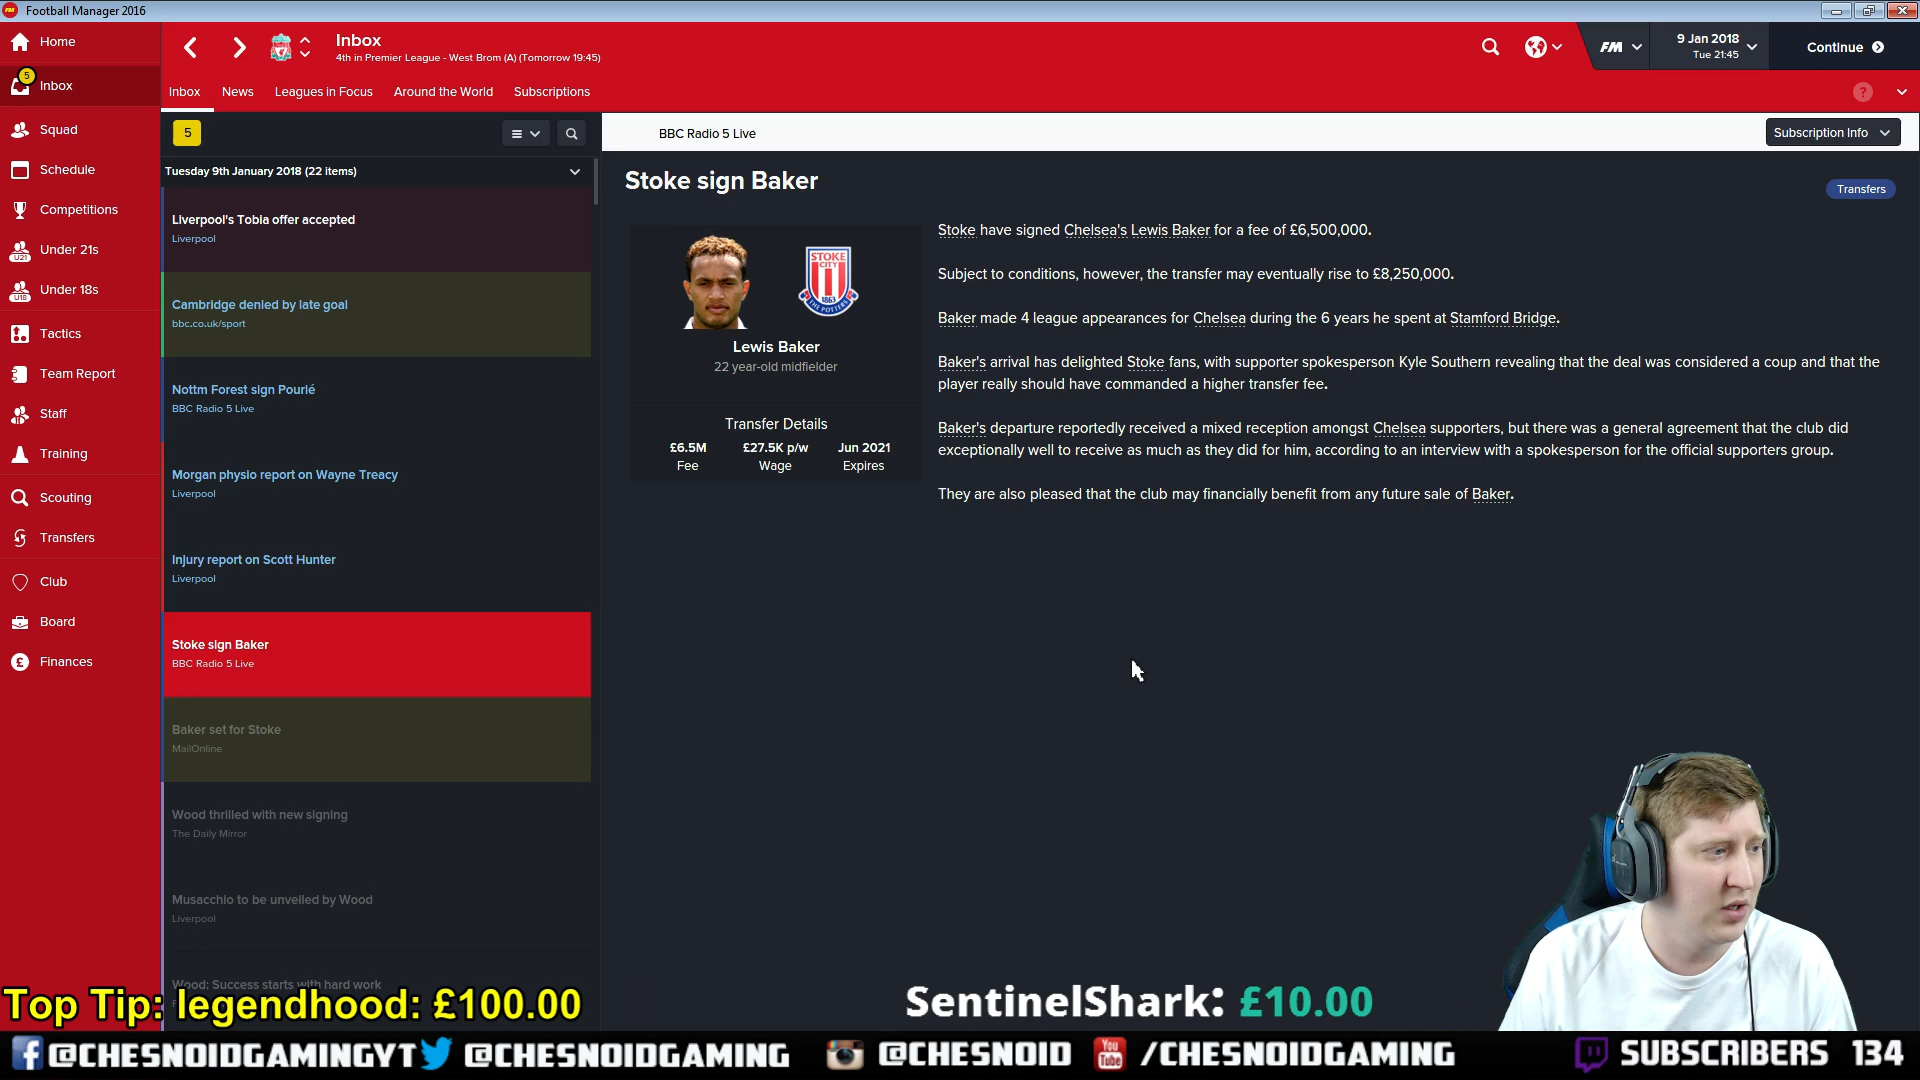 Football Manager 2016
Home
5
Inbox
Squad
Schedule
Competitions
U21
Under 21s
U18
Under 18s
Tactics
Team Report
Staff
Training
Scouting
Transfers
Club
Board
Finances
Inbox
4th in Premier League - West Brom (A) (Tomorrow 19:45)
FM
9 Jan 2018
Tue 21:45
Continue
Inbox News Leagues in Focus Around the World Subscriptions
?
5
Tuesday 9th January 2018 (22 items)
Liverpool's Tobia offer accepted
Liverpool
Cambridge denied by late goal
bbc.co.uk/sport
Nottm Forest sign Pourié
BBC Radio 5 Live
Morgan physio report on Wayne Treacy
Liverpool
Injury report on Scott Hunter
Liverpool
Stoke sign Baker
BBC Radio 5 Live
Baker set for Stoke
MailOnline
Wood thrilled with new signing
The Daily Mirror
Musacchio to be unveiled by Wood
Liverpool
Wood: Success starts with hard work
BBC Radio 5 Live
Subscription Info
Stoke sign Baker
Transfers
STOKE CITY
1863
THE POTTERS
Lewis Baker
22 year-old midfielder
Transfer Details
£6.5M £27.5K p/w Jun 2021
Fee Wage Expires
Stoke have signed Chelsea's Lewis Baker for a fee of £6,500,000.
Subject to conditions, however, the transfer may eventually rise to £8,250,000.
Baker made 4 league appearances for Chelsea during the 6 years he spent at Stamford Bridge.
Baker's arrival has delighted Stoke fans, with supporter spokesperson Kyle Southern revealing that the deal was considered a coup and that the
player really should have commanded a higher transfer fee.
Baker's departure reportedly received a mixed reception amongst Chelsea supporters, but there was a general agreement that the club did
exceptionally well to receive as much as they did for him, according to an interview with a spokesperson for the official supporters group.
They are also pleased that the club may financially benefit from any future sale of Baker.
Top Tip: legendhood: £100.00
SentinelShark: £10.00
@CHESNOIDGAMINGYT @CHESNOIDGAMING @CHESNOID You Tube /CHESNOIDGAMING SUBSCRIBERS 134